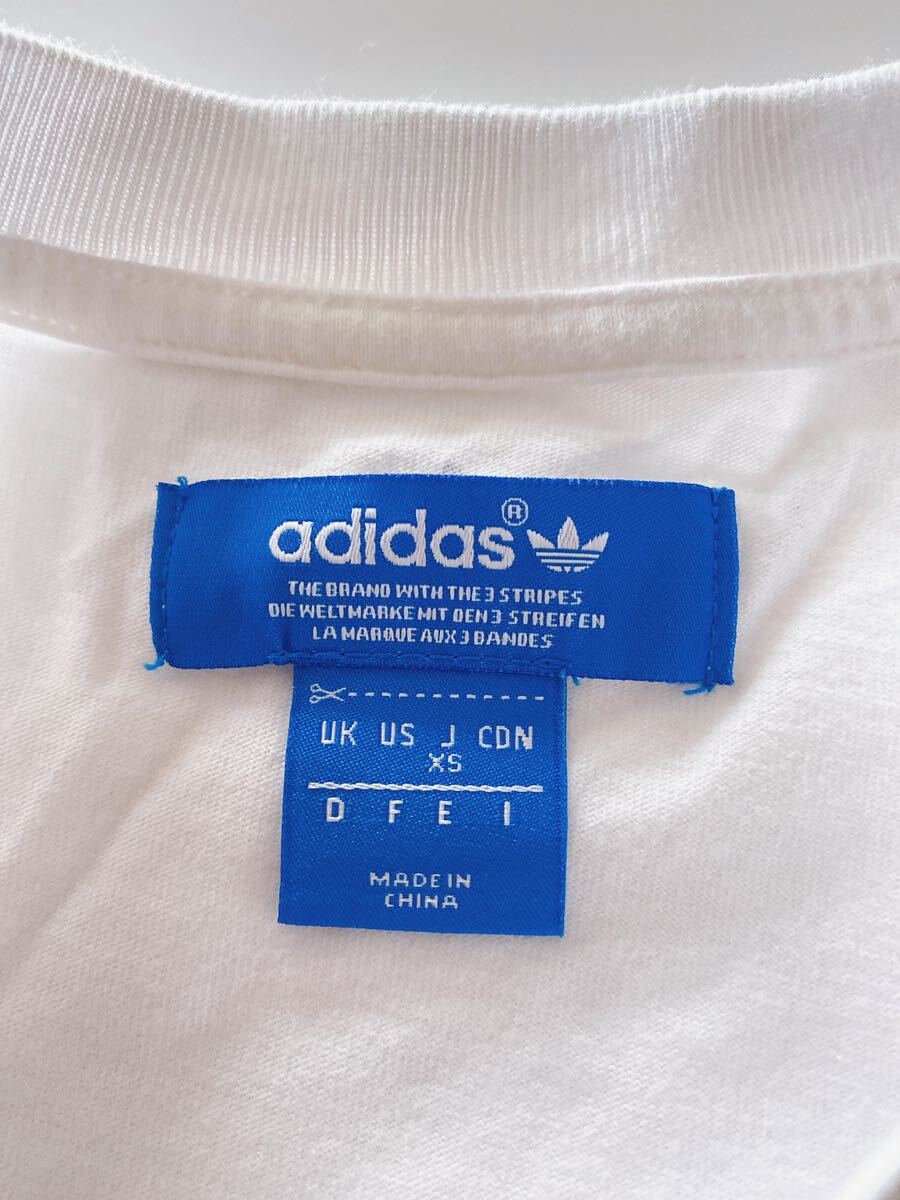 adidas®
THE BRAND WITH THE 3 STRIPES
DIE WELTMARKE MIT DEN 3 STREIFEN
LA MARQUE AUX 3 BANDES
UK US J CDN
XS
D F E I
MADE IN
CHINA